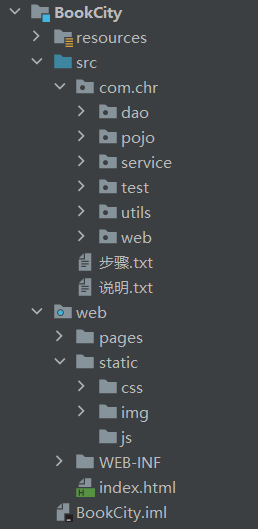 BookCity
resources
src
com.chr
dao
pojo
service
test
utils
web
步骤.txt
说明.txt
web
pages
static
css
img
js
WEB-INF
index.html
BookCity.iml